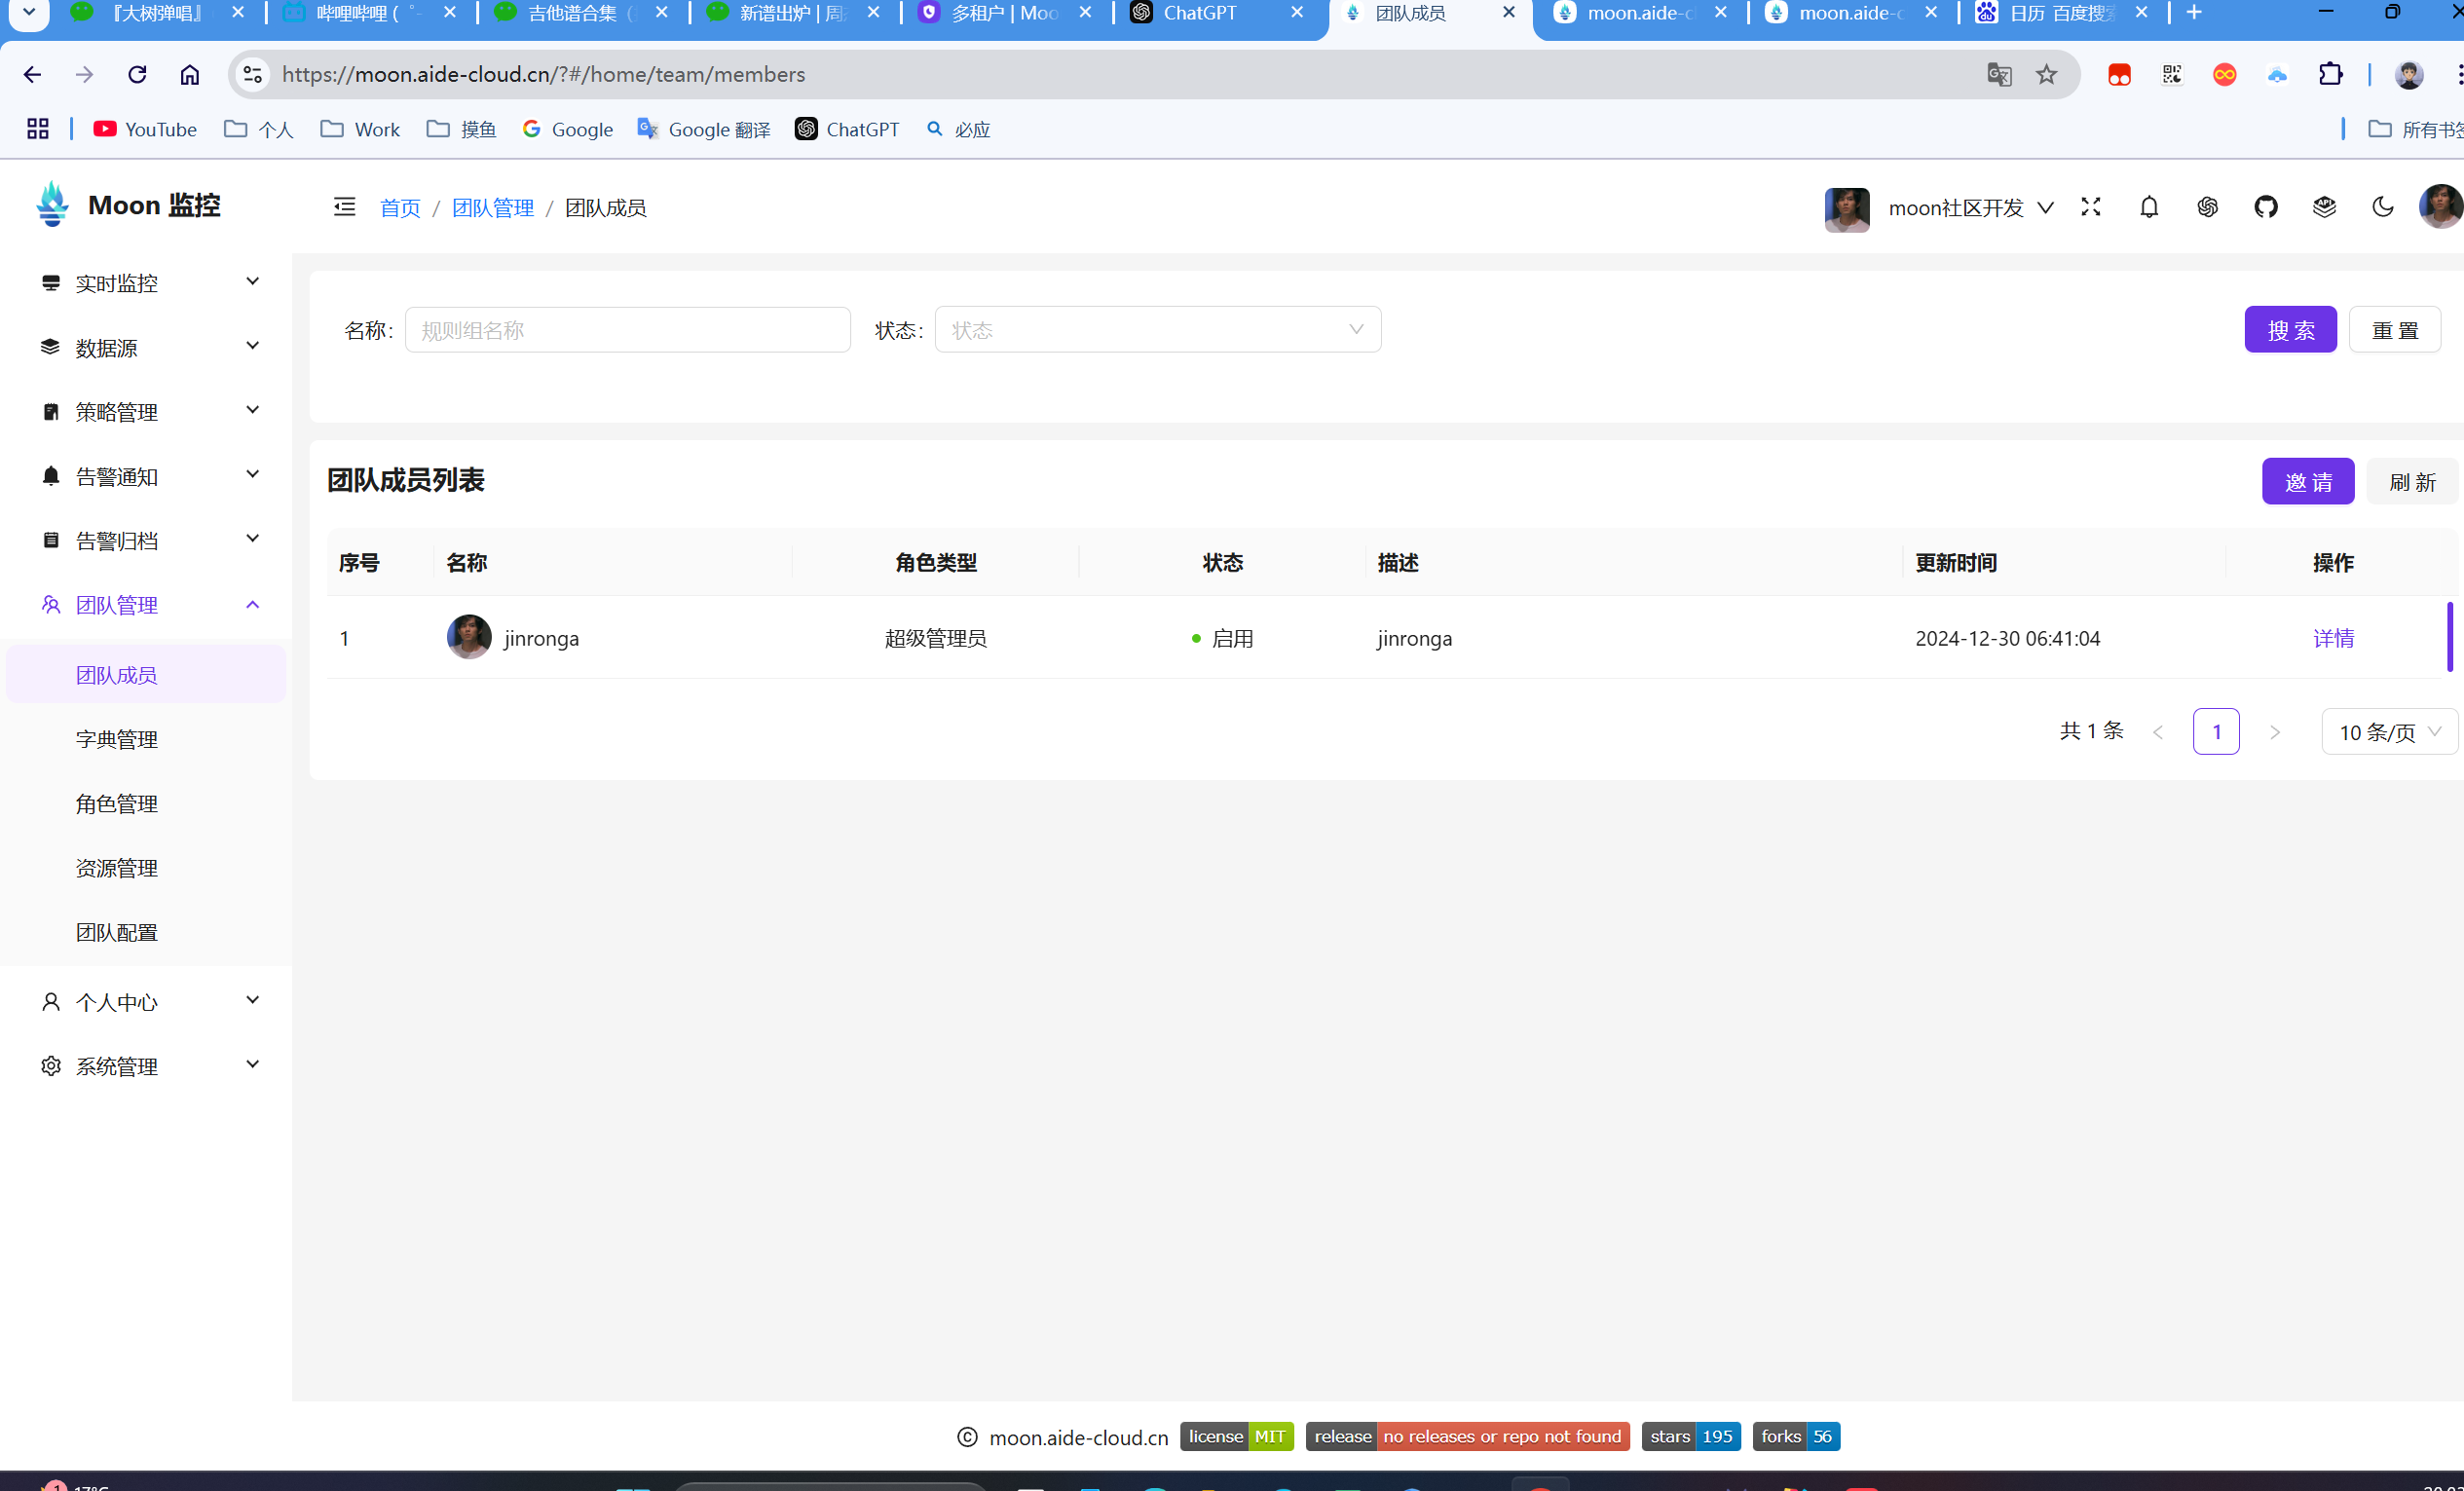 『大树弹唱』
哔哩哔哩 (
吉他谱合集
新谱出炉 | 周
多租户 | Moo
ChatGPT
团队成员
moon.aide-c
moon.aide-c
日历_百度搜
https://moon.aide-cloud.cn/?#/home/team/members
YouTube
个人
Work
摸鱼
Google
Google 翻译
ChatGPT
必应
所有书签
Moon 监控
首页 / 团队管理 / 团队成员
moon社区开发
实时监控
数据源
策略管理
告警通知
告警归档
团队管理
团队成员
字典管理
角色管理
资源管理
团队配置
个人中心
系统管理
名称: 规则组名称
状态: 状态
搜 索
重 置
团队成员列表
邀 请
刷 新
序号 名称 角色类型 状态 描述 更新时间 操作
1 jinronga 超级管理员 启用 jinronga 2024-12-30 06:41:04 详情
共 1 条 < 1 > 10 条/页
© moon.aide-cloud.cn license MIT release no releases or repo not found stars 195 forks 56